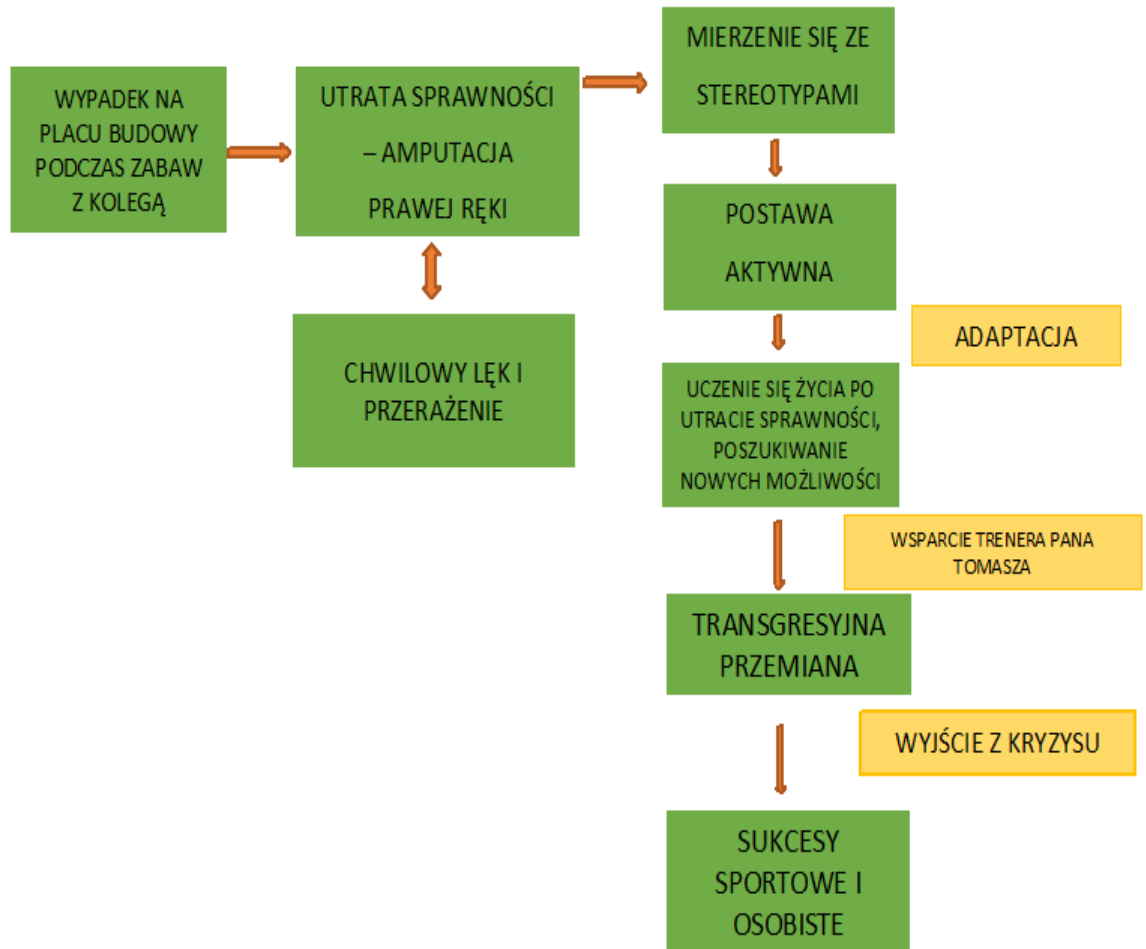 WYPADEK NA
PLACU BUDOWY
PODCZAS ZABAW
Z KOLEGĄ
UTRATA SPRAWNOŚCI
– AMPUTACJA
PRAWEJ RĘKI
CHWILOWY LĘK I
PRZERAŻENIE
MIERZENIE SIĘ ZE
STEREOTYPAMI
POSTAWA
AKTYWNA
ADAPTACJA
UCZENIE SIĘ ŻYCIA PO
UTRACIE SPRAWNOŚCI,
POSZUKIWANIE
NOWYCH MOŻLIWOŚCI
WSPARCIE TRENERA PANA
TOMASZA
TRANSGRESYJNA
PRZEMIANA
WYJŚCIE Z KRYZYSU
SUKCESY
SPORTOWE I
OSOBISTE